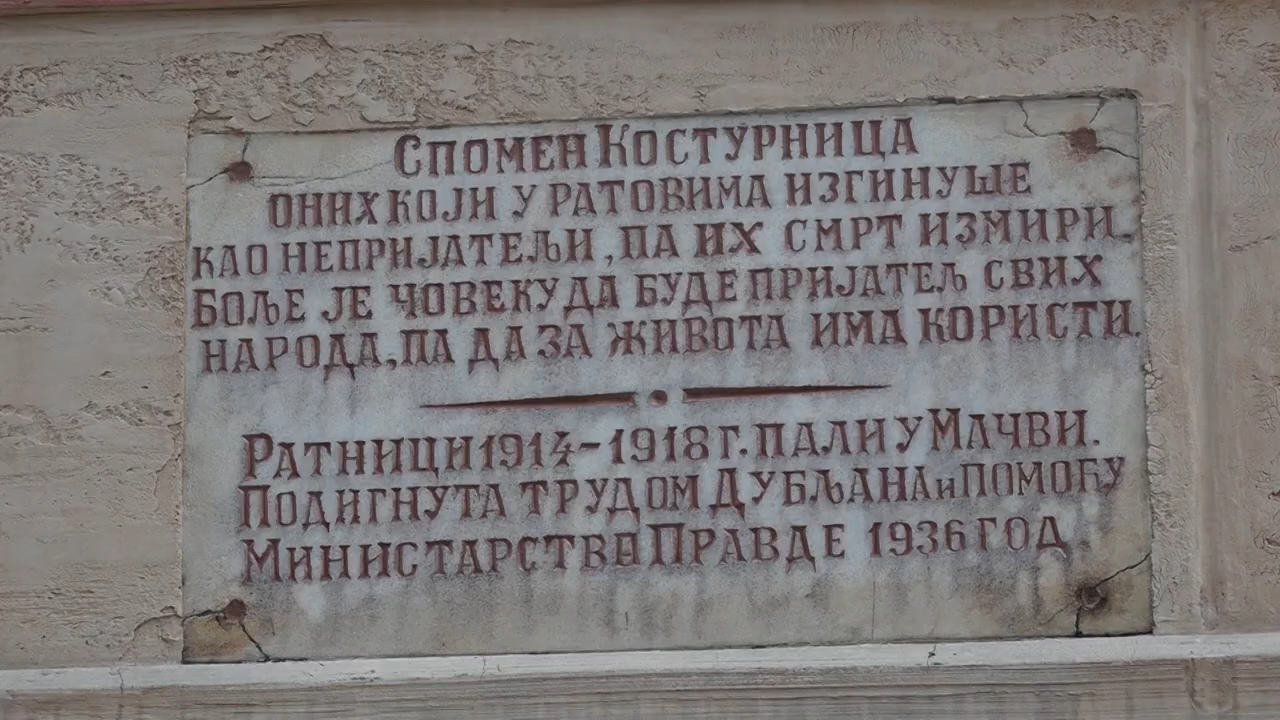 СПОМЕН КОСТУРНИЦА
ОНИХ КОЈИ У РАТОВИМА ИЗГИНУШЕ
КАО НЕПРИЈАТЕЉИ, ПА ИХ СМРТ ИЗМИРИ-
БОЉЕ ЈЕ ЧОВЕКУ ДА БУДЕ ПРИЈАТЕЉ СВИХ
НАРОДА, ПА ДА ЗА ЖИВОТА ИМА КОРИСТИ.
РАТНИЦИ 1914-1918 Г. ПАЛИ У МАЧВИ.
ПОДИГНУТА ТРУДОМ ДУБЉАНА и ПОМОЋУ
МИНИСТАРСТВА ПРАВДЕ 1936 ГОД.